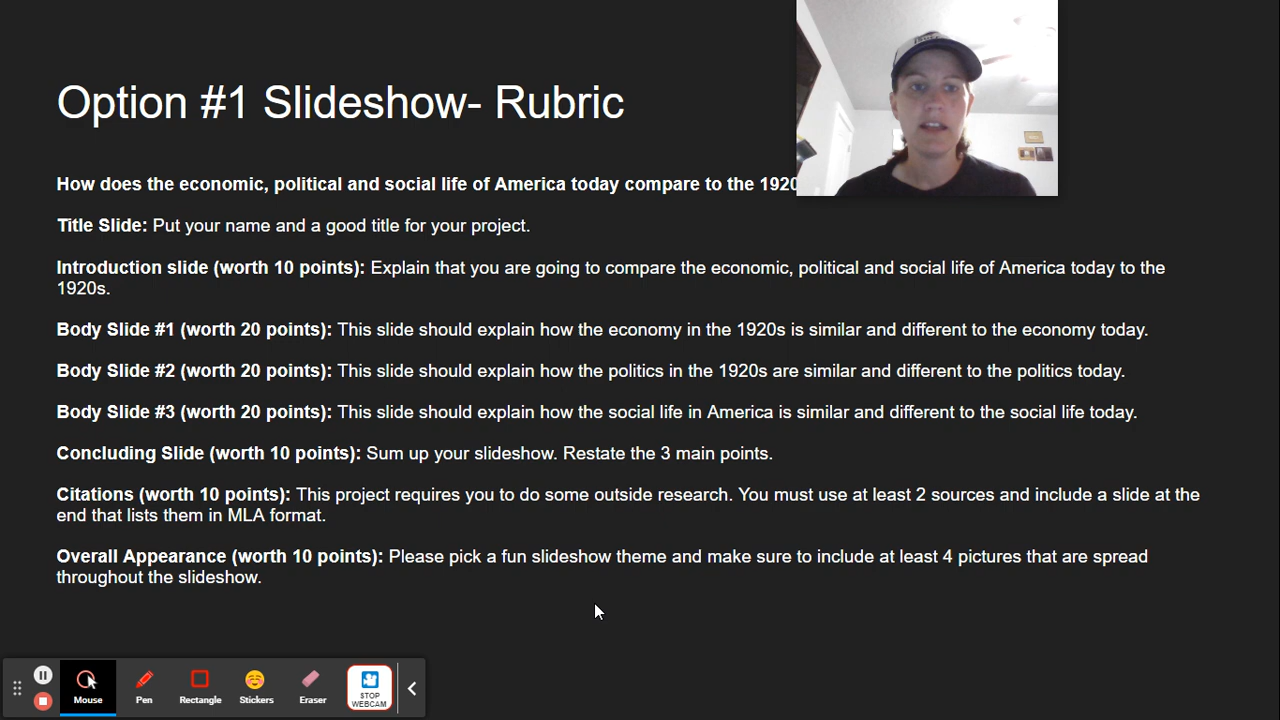 Option #1 Slideshow- Rubric
How does the economic, political and social life of America today compare to the
Title Slide: Put your name and a good title for your project.
Introduction slide (worth 10 points): Explain that you are going to compare the economic, political and social life of America today to the
1920s.
Body Slide #1 (worth 20 points): This slide should explain how the economy in the 1920s is similar and different to the economy today.
Body Slide #2 (worth 20 points): This slide should explain how the politics in the 1920s are similar and different to the politics today.
Body Slide #3 (worth 20 points): This slide should explain how the social life in America is similar and different to the social life today.
Concluding Slide (worth 10 points): Sum up your slideshow. Restate the 3 main points.
Citations (worth 10 points): This project requires you to do some outside research. You must use at least 2 sources and include a slide at the
end that lists them in MLA format.
Overall Appearance (worth 10 points): Please pick a fun slideshow theme and make sure to include at least 4 pictures that are spread
throughout the slideshow.
Mouse
Pen
Rectangle
Stickers
Eraser
STOP
WEBCAM